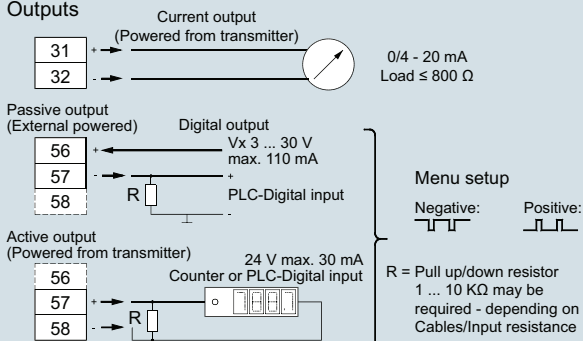 Outputs
Current output
(Powered from transmitter)
31 +
32 -
0/4 - 20 mA
Load ≤ 800 Ω
Passive output
(External powered)
Digital output
56 +
Vx 3 ... 30 V
max. 110 mA
57 -
+
R
PLC-Digital input
58
-
Menu setup
Negative:
Positive:
Active output
(Powered from transmitter)
24 V max. 30 mA
Counter or PLC-Digital input
56
57 +
R
58 -
R = Pull up/down resistor
1 ... 10 KΩ may be
required - depending on
Cables/Input resistance